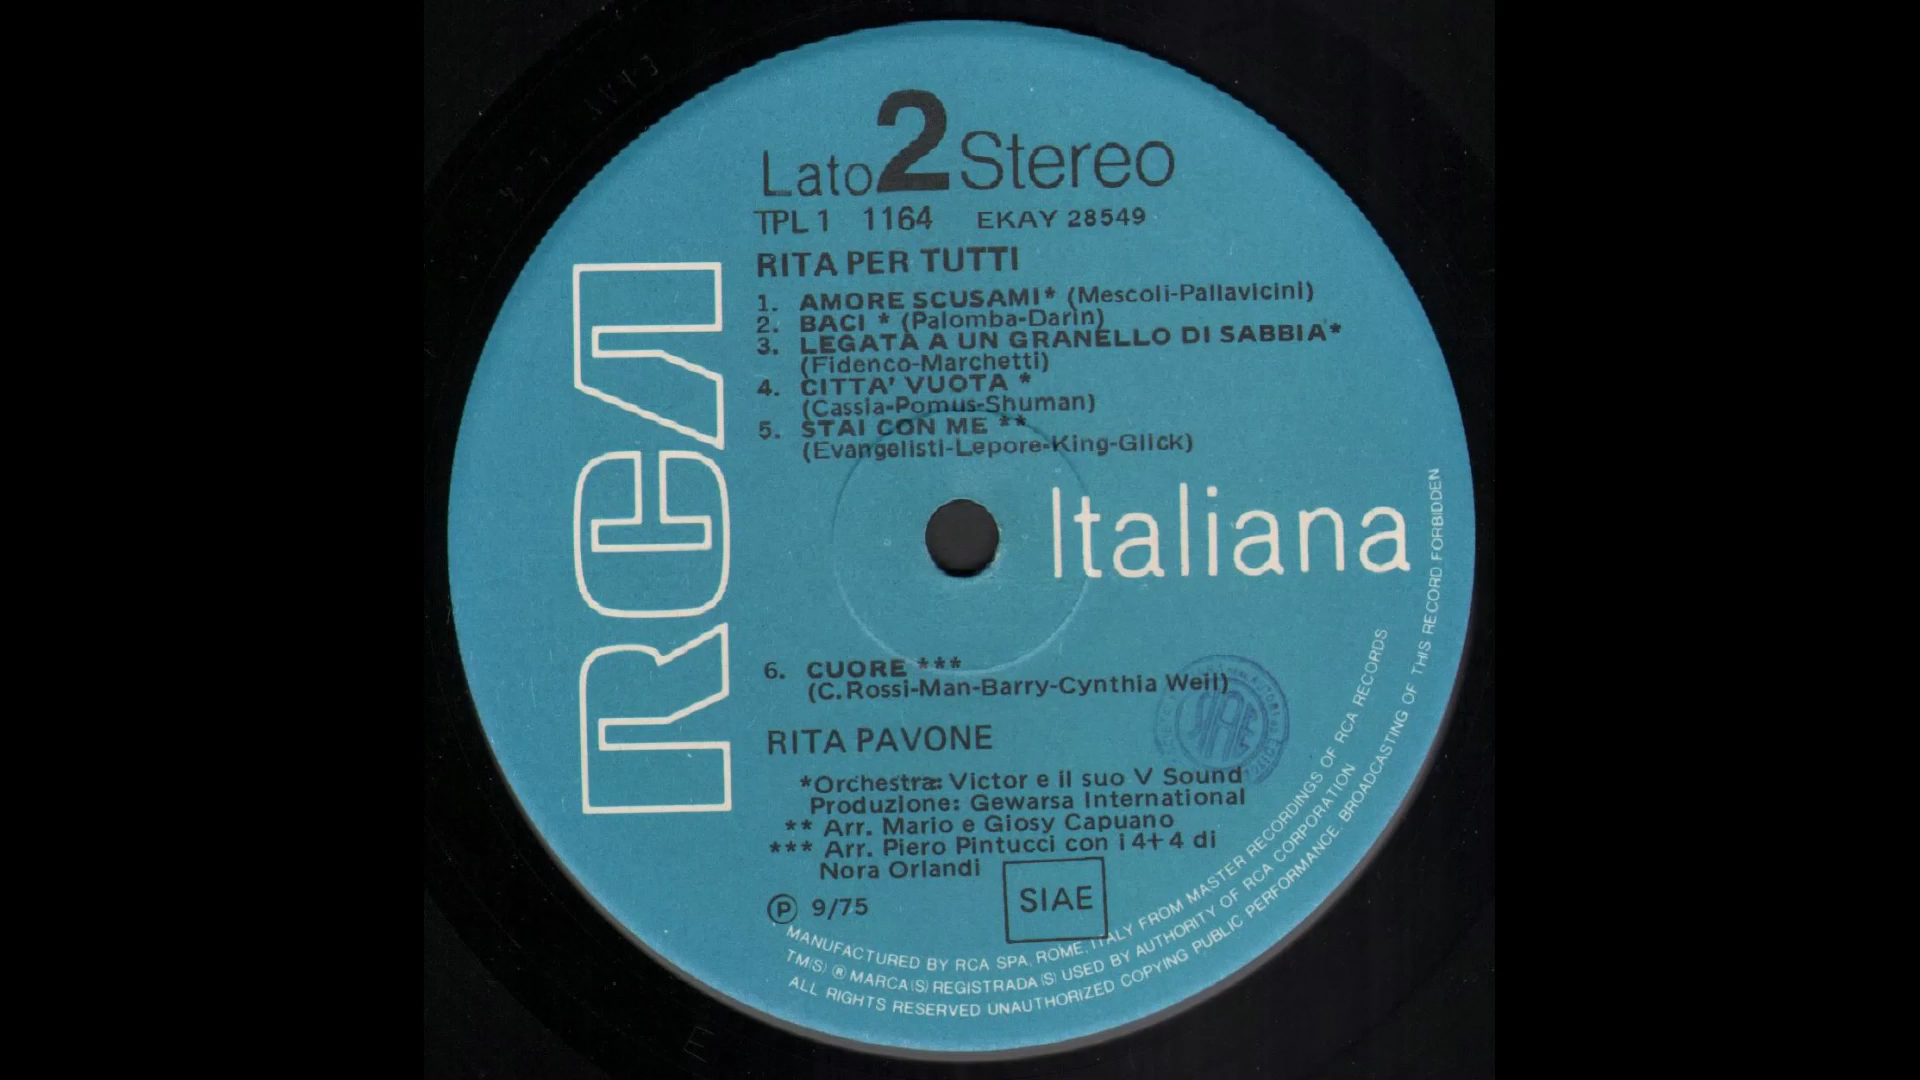 Lato 2 Stereo
TPL 1 1164 EKAY 28549
RITA PER TUTTI
1. AMORE SCUSAMI* (Mescoli-Pallavicini)
2. BACI * (Palomba-Darin)
3. LEGATA A UN GRANELLO DI SABBIA*
(Fidenco-Marchetti)
4. CITTA' VUOTA *
(Cassia-Pomus-Shuman)
5. STAI CON ME **
(Evangelisti-Lepore-King-Glick)
RCA
Italiana
6. CUORE ***
(C. Rossi-Man-Barry-Cynthia Weil)
RITA PAVONE
*Orchestra: Victor e il suo V Sound
Produzione: Gewarsa International
** Arr. Mario e Giosy Capuano
*** Arr. Piero Pintucci con i 4+4 di
Nora Orlandi
SIAE
Ⓟ 9/75
SIAE
MANUFACTURED BY RCA SPA, ROME, ITALY FROM MASTER RECORDINGS OF RCA RECORDS
TM(S) ® MARCA(S) REGISTRADA(S) USED BY AUTHORITY OF RCA CORPORATION
ALL RIGHTS RESERVED UNAUTHORIZED COPYING PUBLIC PERFORMANCE, BROADCASTING OF THIS RECORD FORBIDDEN